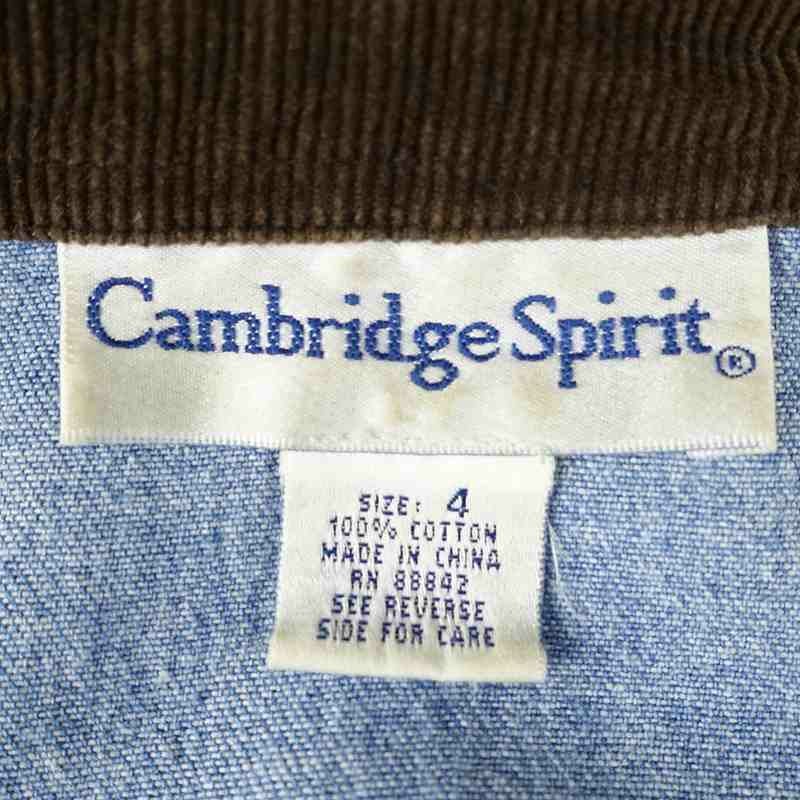 Cambridge Spirit®
SIZE: 4
100% COTTON
MADE IN CHINA
RN 88842
SEE REVERSE
SIDE FOR CARE